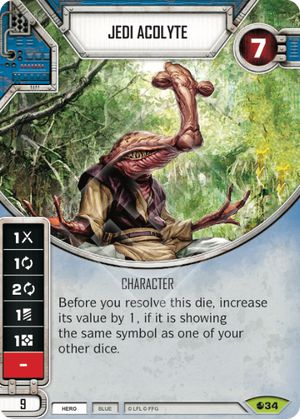 JEDI ACOLYTE
7
1
1
2
1
1
–
CHARACTER
Before you resolve this die, increase
its value by 1, if it is showing
the same symbol as one of your
other dice.
9
HERO
BLUE
© LFL © FFG
34